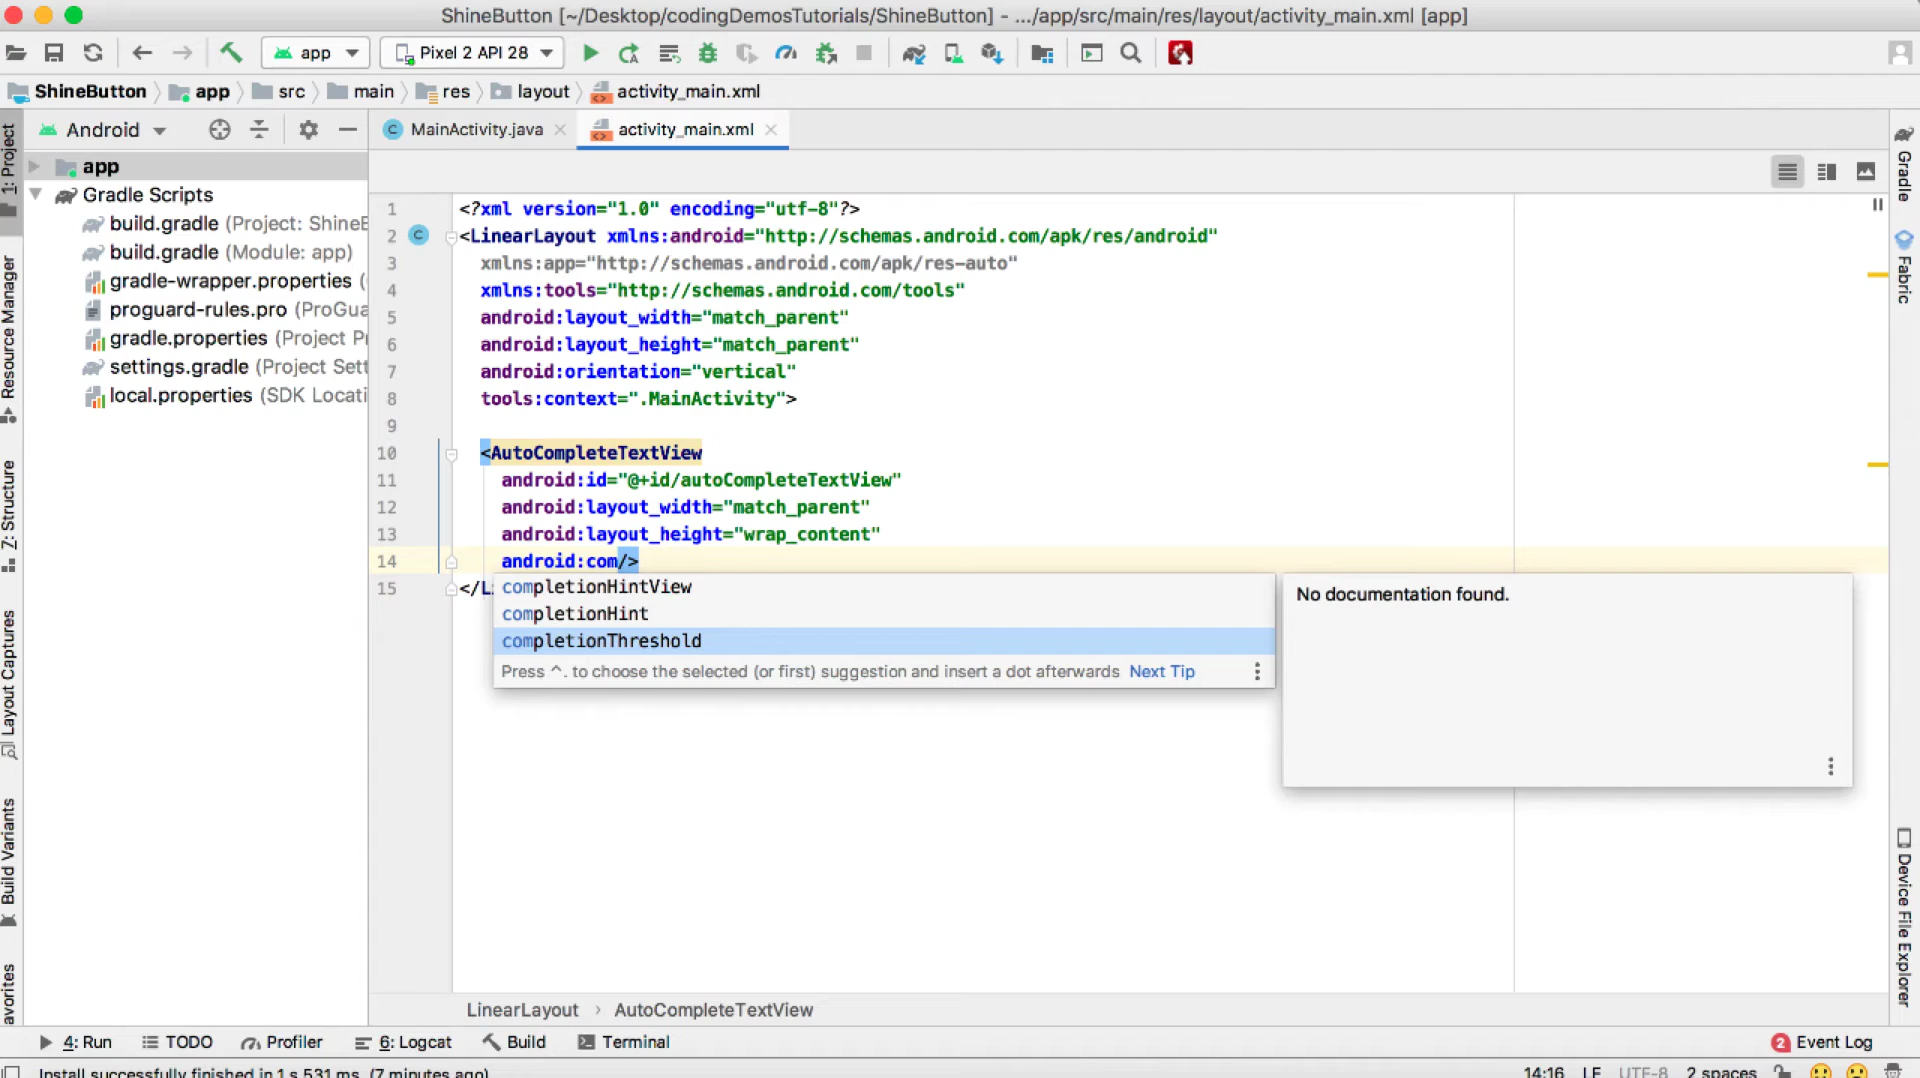 ShineButton [~/Desktop/codingDemosTutorials/ShineButton] - .../app/src/main/res/layout/activity_main.xml [app]
app
Pixel 2 API 28
ShineButton app src main res layout activity_main.xml
Android
MainActivity.java
activity_main.xml
1: Project
Resource Manager
Z: Structure
Layout Captures
Build Variants
avorites
app
Gradle Scripts
build.gradle (Project: ShineB
build.gradle (Module: app)
gradle-wrapper.properties (
proguard-rules.pro (ProGua
gradle.properties (Project Pr
settings.gradle (Project Sett
local.properties (SDK Locati
1 <?xml version="1.0" encoding="utf-8"?>
2 <LinearLayout xmlns:android="http://schemas.android.com/apk/res/android"
3 xmlns:app="http://schemas.android.com/apk/res-auto"
4 xmlns:tools="http://schemas.android.com/tools"
5 android:layout_width="match_parent"
6 android:layout_height="match_parent"
7 android:orientation="vertical"
8 tools:context=".MainActivity">
9
10 <AutoCompleteTextView
11 android:id="@+id/autoCompleteTextView"
12 android:layout_width="match_parent"
13 android:layout_height="wrap_content"
14 android:com/>
15 </L
completionHintView
completionHint
completionThreshold
Press ^. to choose the selected (or first) suggestion and insert a dot afterwards Next Tip
No documentation found.
Gradle
Fabric
Device File Explorer
LinearLayout › AutoCompleteTextView
4: Run TODO Profiler 6: Logcat Build Terminal
2 Event Log
Install successfully finished in 1 s 531 ms. (7 minutes ago)
14:16 LF UTF-8 2 spaces